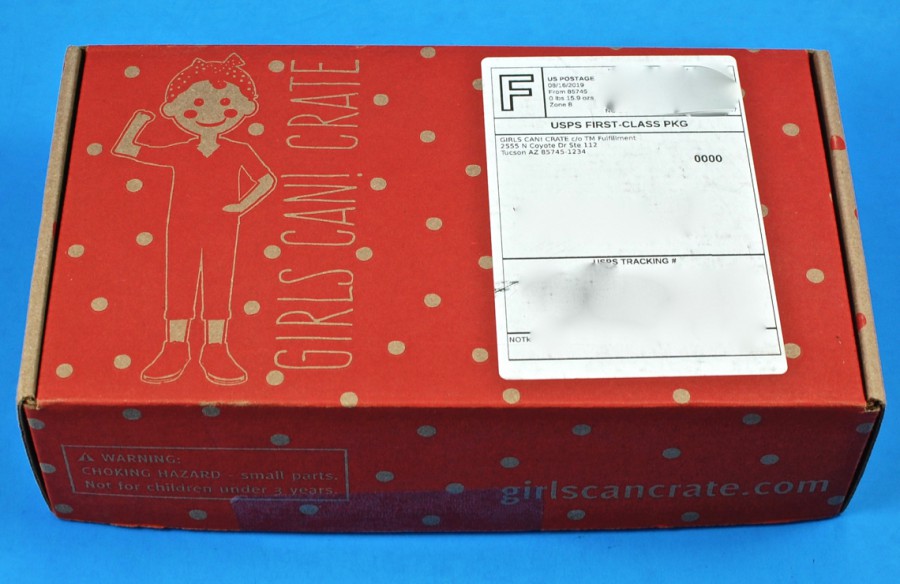 GIRLS CAN! CRATE
F
US POSTAGE
09/16/2019
From 85745
0 lbs 15.9 ozs
Zone 8
USPS FIRST-CLASS PKG
GIRLS CAN! CRATE c/o TM Fulfillment
2555 N Coyote Dr Ste 112
Tucson AZ 85745-1234
0000
USPS TRACKING #
WARNING:
CHOKING HAZARD - small parts.
Not for children under 3 years.
girlscancrate.com